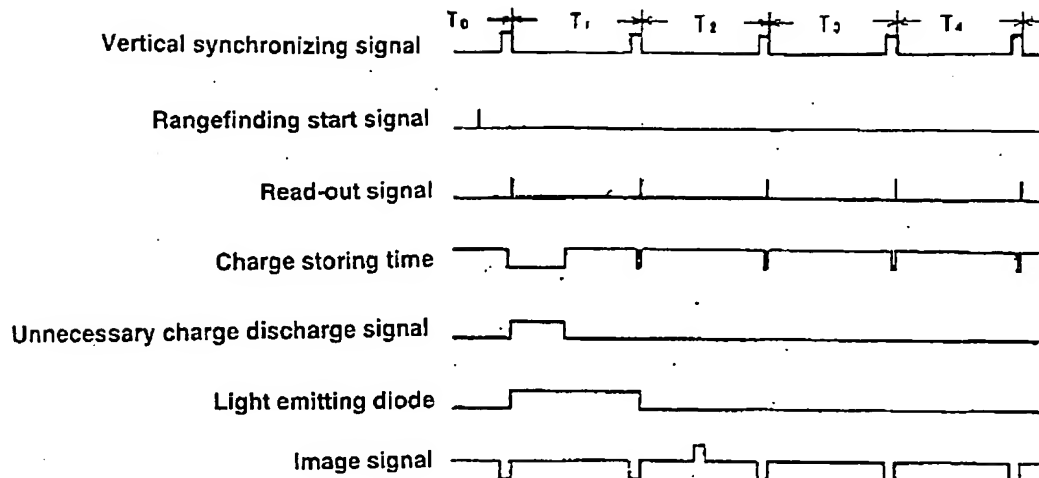 T₀ T₁ T₂ T₃ T₄
Vertical synchronizing signal
Rangefinding start signal
Read-out signal
Charge storing time
Unnecessary charge discharge signal
Light emitting diode
Image signal